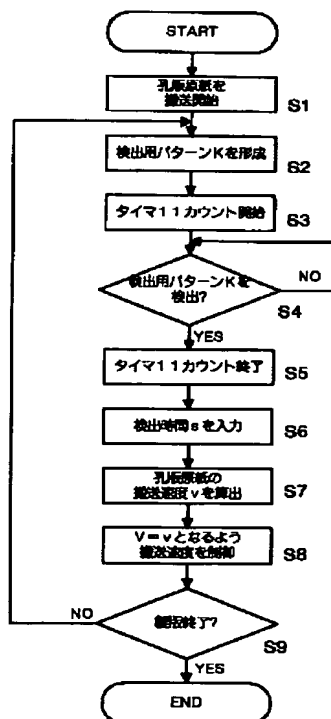 START
孔版原紙を
搬送開始
S1
検出用パターンKを形成
S2
タイマ11カウント開始
S3
検出用パターンKを
検出?
NO
S4
YES
タイマ11カウント終了
S5
検出時間sを入力
S6
孔版原紙の
搬送速度vを算出
S7
V=vとなるよう
搬送速度を制御
S8
NO
製版終了?
S9
YES
END